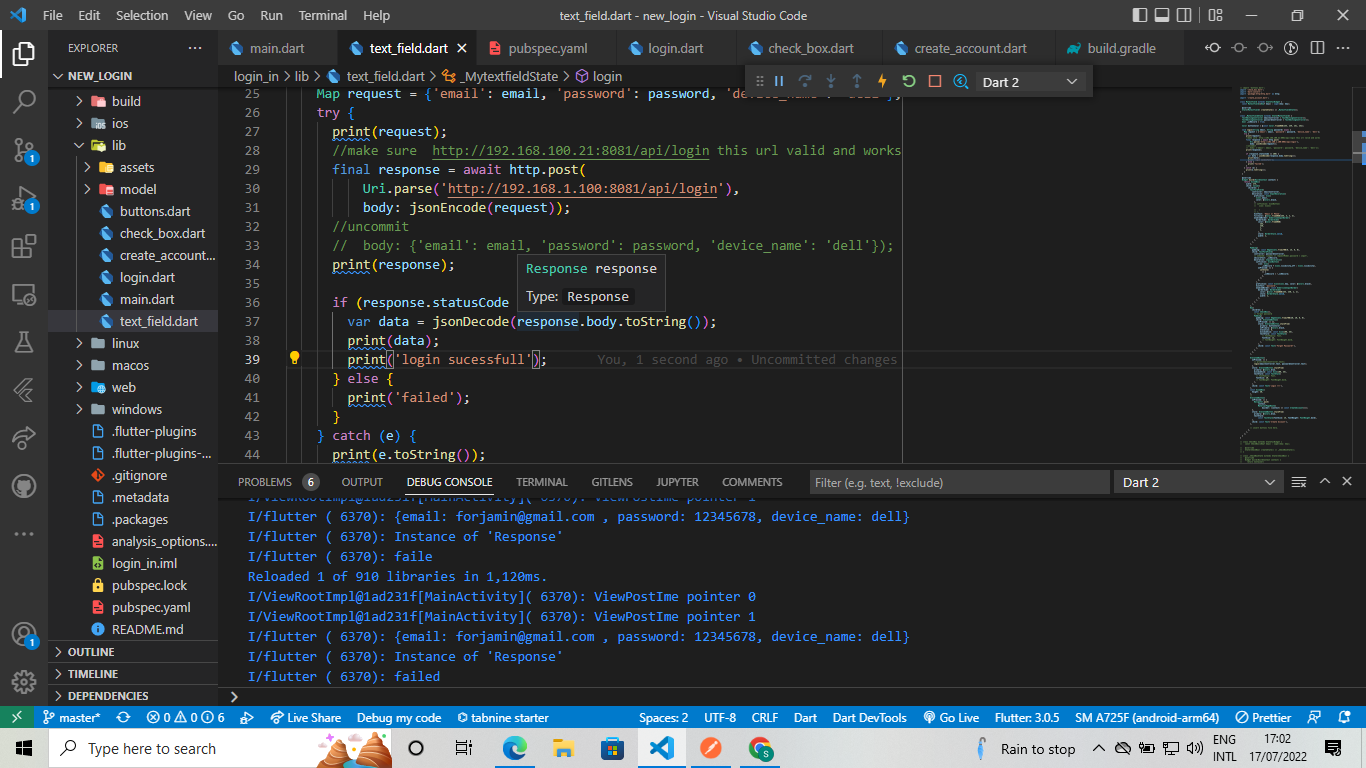 File Edit Selection View Go Run Terminal Help
text_field.dart - new_login - Visual Studio Code
EXPLORER
main.dart text_field.dart pubspec.yaml login.dart check_box.dart create_account.dart build.gradle
NEW_LOGIN
login_in > lib > text_field.dart > _MytextfieldState > login
Dart 2
build
ios
lib
assets
model
buttons.dart
check_box.dart
create_account...
login.dart
main.dart
text_field.dart
linux
macos
web
windows
.flutter-plugins
.flutter-plugins-...
.gitignore
.metadata
.packages
analysis_options....
login_in.iml
pubspec.lock
pubspec.yaml
README.md
OUTLINE
TIMELINE
DEPENDENCIES
25 Map request = {'email': email, 'password': password,
26 try {
27 print(request);
28 //make sure http://192.168.100.21:8081/api/login this url valid and works
29 final response = await http.post(
30 Uri.parse('http://192.168.1.100:8081/api/login'),
31 body: jsonEncode(request));
32 //uncommit
33 // body: {'email': email, 'password': password, 'device_name': 'dell'});
34 print(response);
Response response
Type: Response
35
36 if (response.statusCode
37 var data = jsonDecode(response.body.toString());
38 print(data);
39 print('login sucessfull'); You, 1 second ago • Uncommitted changes
40 } else {
41 print('failed');
42 }
43 } catch (e) {
44 print(e.toString());
PROBLEMS 6 OUTPUT DEBUG CONSOLE TERMINAL GITLENS JUPYTER COMMENTS
Filter (e.g. text, !exclude)
Dart 2
I/ViewRootImpl@1ad231f[MainActivity]( 6370): ViewPostIme pointer 1
I/flutter ( 6370): {email: forjamin@gmail.com , password: 12345678, device_name: dell}
I/flutter ( 6370): Instance of 'Response'
I/flutter ( 6370): faile
Reloaded 1 of 910 libraries in 1,120ms.
I/ViewRootImpl@1ad231f[MainActivity]( 6370): ViewPostIme pointer 0
I/ViewRootImpl@1ad231f[MainActivity]( 6370): ViewPostIme pointer 1
I/flutter ( 6370): {email: forjamin@gmail.com , password: 12345678, device_name: dell}
I/flutter ( 6370): Instance of 'Response'
I/flutter ( 6370): failed
master* 0 0 6 Live Share Debug my code tabnine starter Spaces: 2 UTF-8 CRLF Dart Dart DevTools Go Live Flutter: 3.0.5 SM A725F (android-arm64) Prettier
Type here to search
Rain to stop
ENG
INTL
17:02
17/07/2022